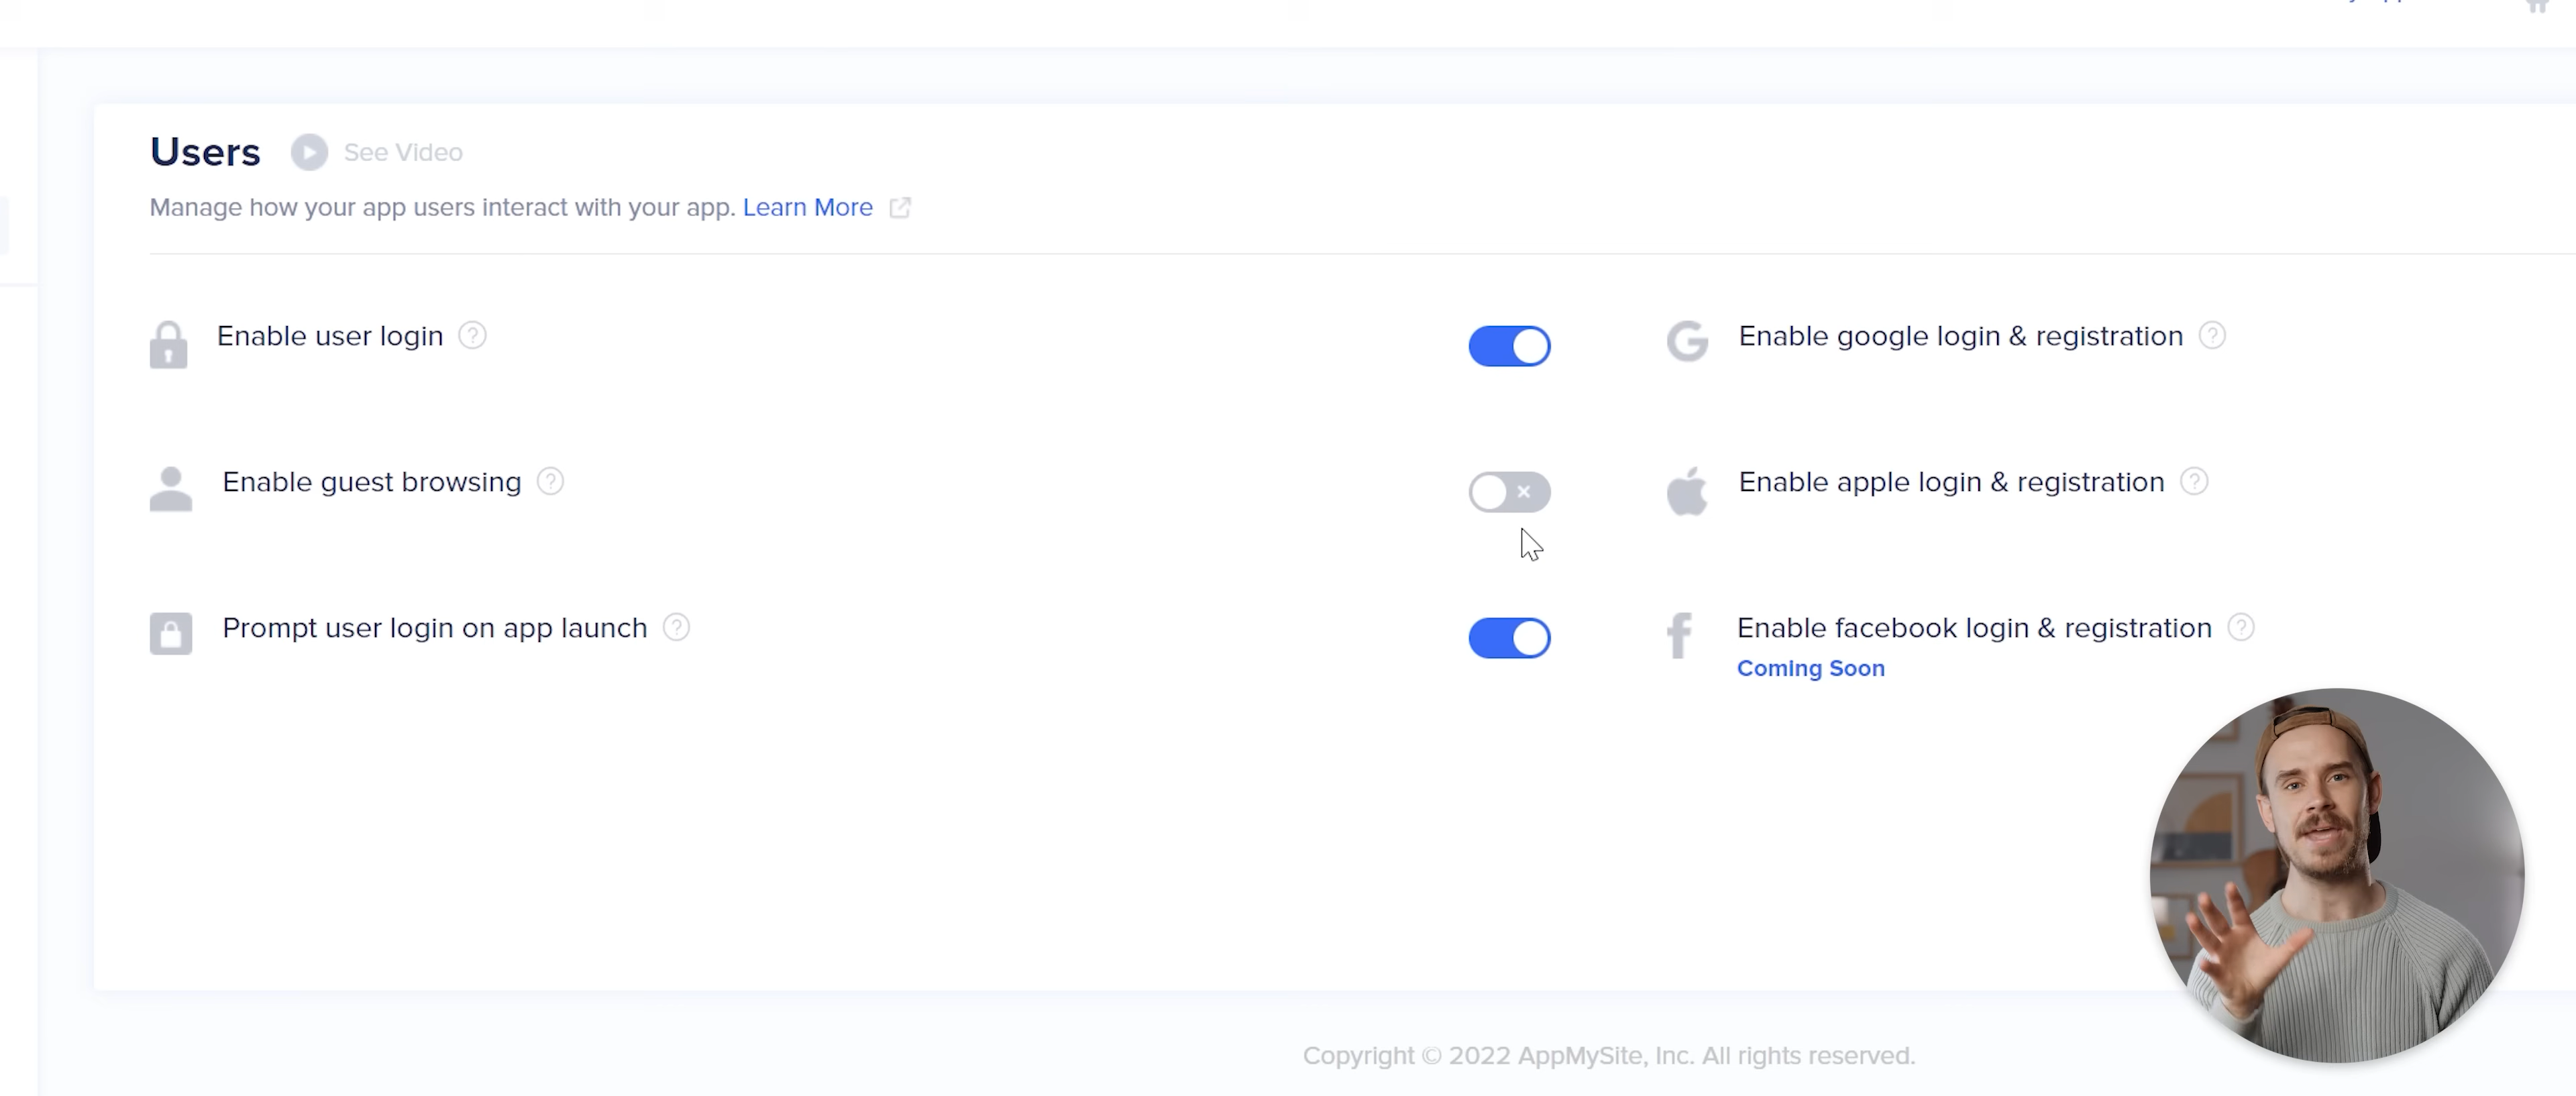 Users
See Video
Manage how your app users interact with your app. Learn More
Enable user login
Enable google login & registration
Enable guest browsing
Enable apple login & registration
Prompt user login on app launch
Enable facebook login & registration
Coming Soon
Copyright © 2022 AppMySite, Inc. All rights reserved.